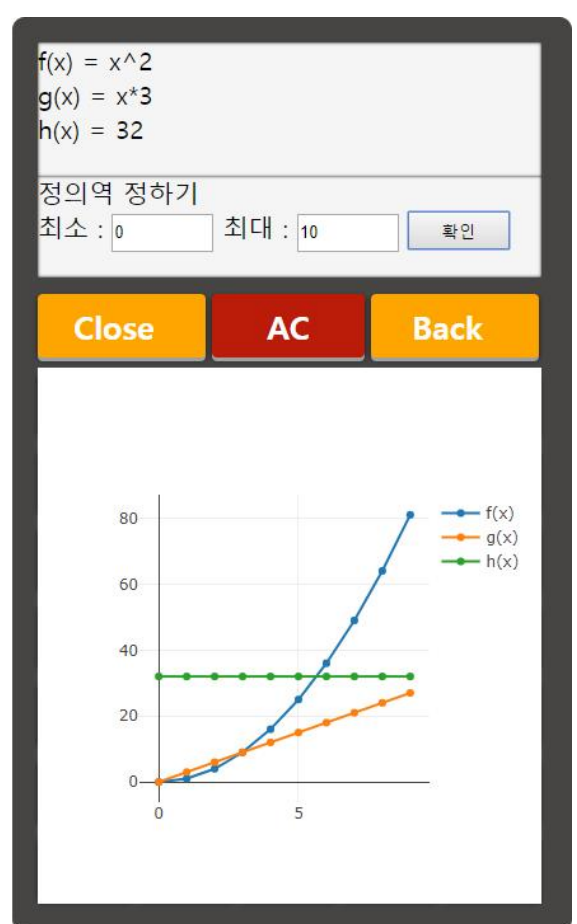 f(x) = x^2
g(x) = x*3
h(x) = 32
정의역 정하기
최소 : 0 최대 : 10 확인
Close AC Back
80
60
40
20
0
0 5
f(x)
g(x)
h(x)